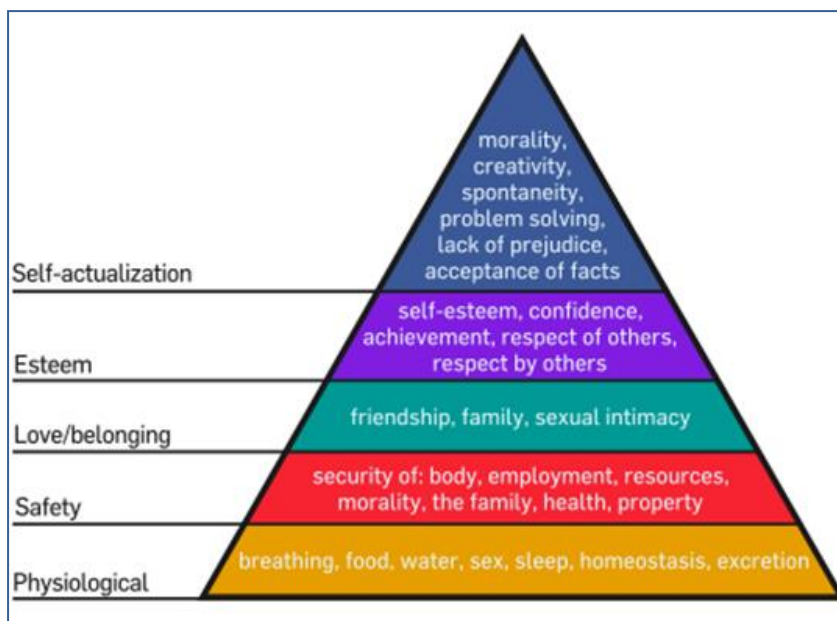 morality,
creativity,
spontaneity,
problem solving,
lack of prejudice,
acceptance of facts
Self-actualization
self-esteem, confidence,
achievement, respect of others,
respect by others
Esteem
friendship, family, sexual intimacy
Love/belonging
security of: body, employment, resources,
morality, the family, health, property
Safety
breathing, food, water, sex, sleep, homeostasis, excretion
Physiological